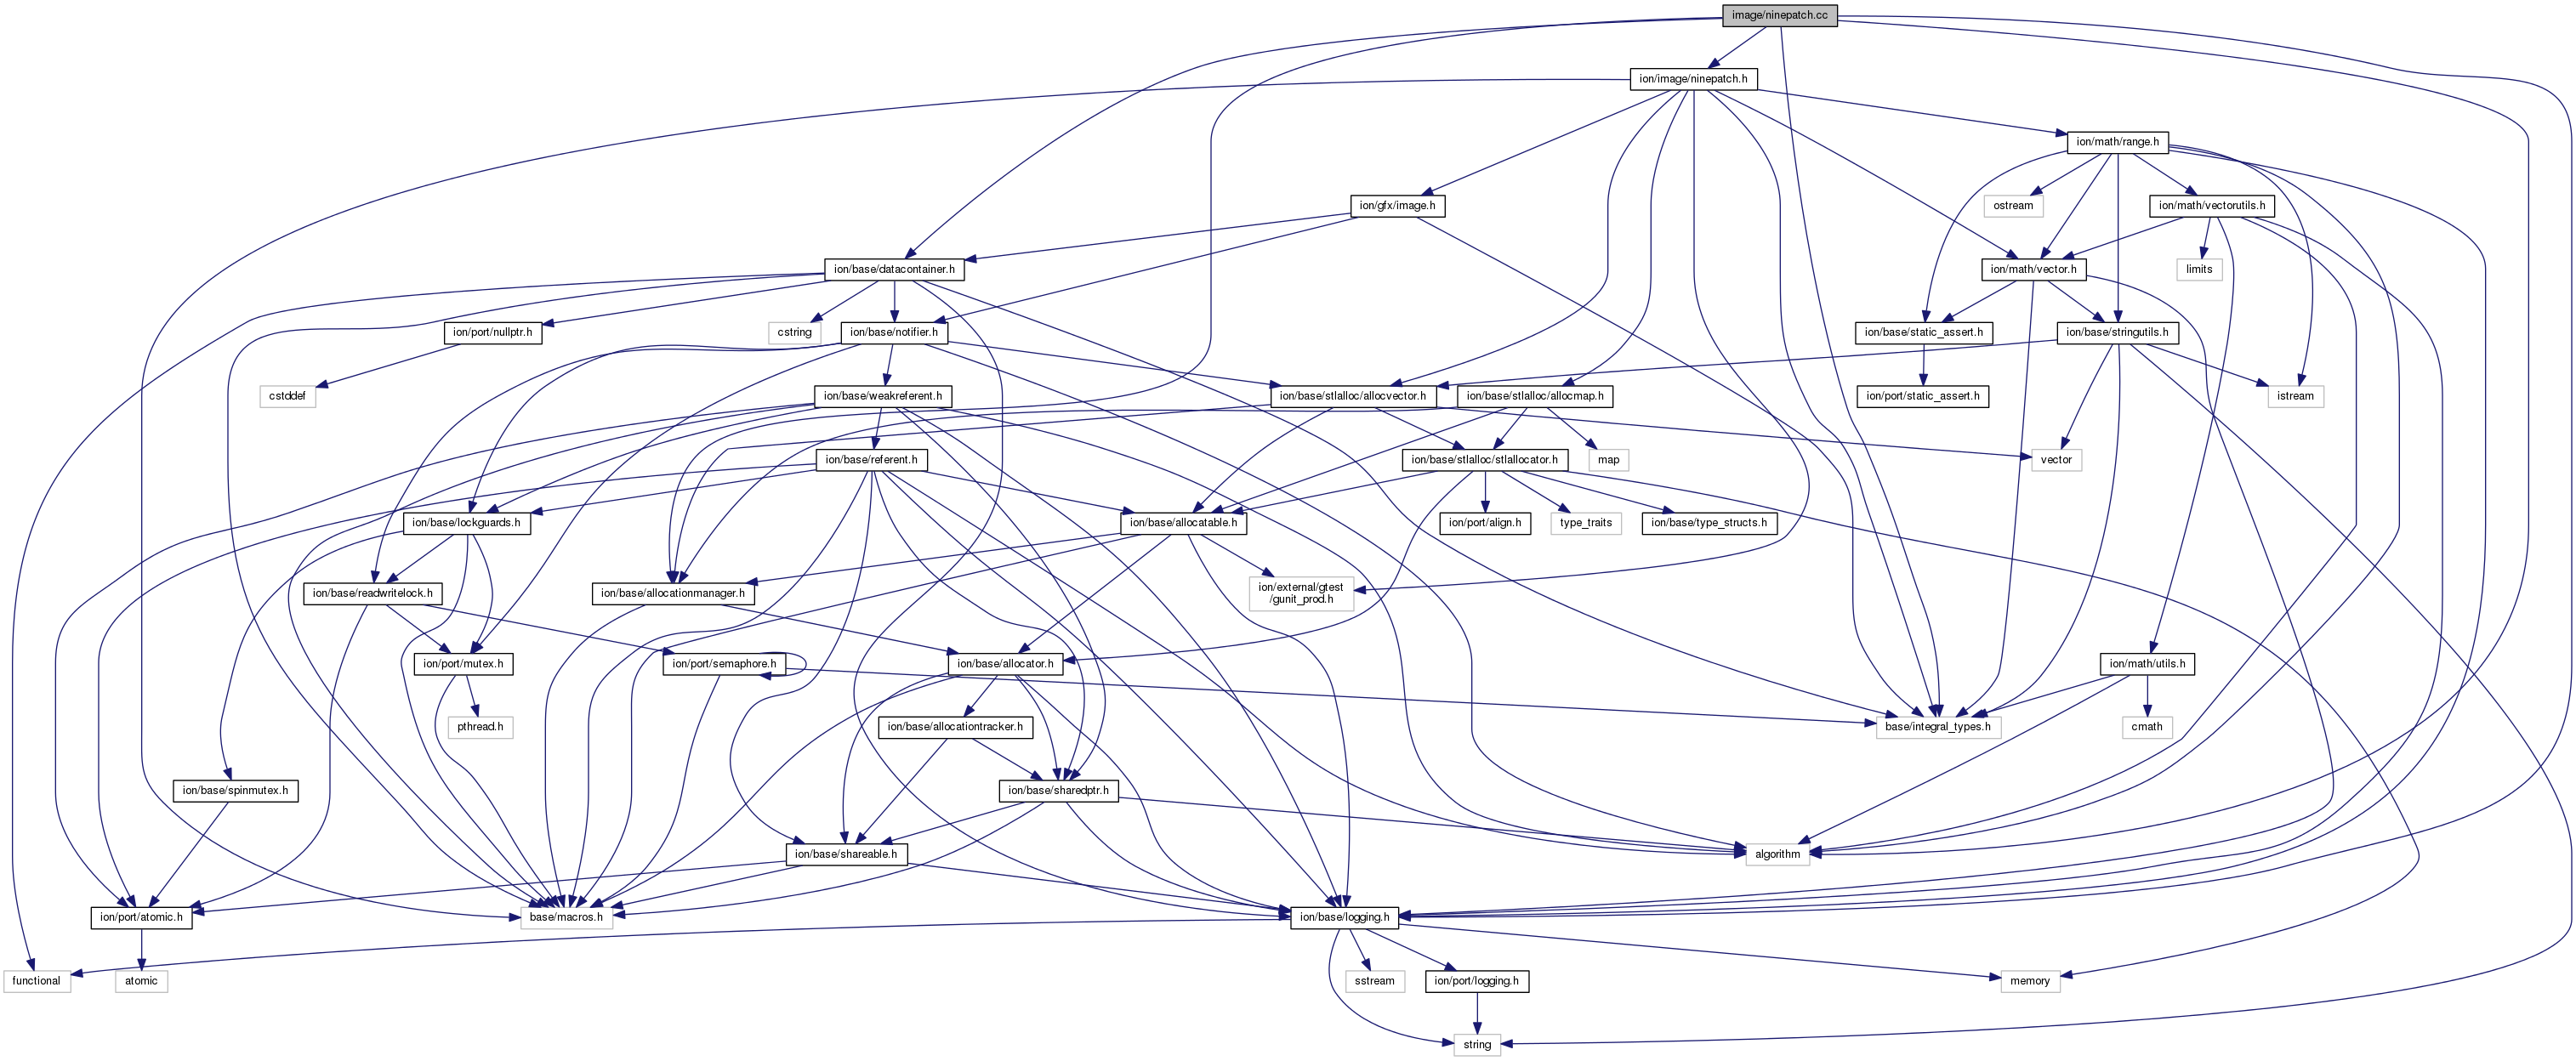 image/ninepatch.cc
ion/image/ninepatch.h
ion/math/range.h
ion/gfx/image.h
ostream
ion/math/vectorutils.h
ion/base/datacontainer.h
ion/math/vector.h
limits
ion/port/nullptr.h
cstring
ion/base/notifier.h
ion/base/static_assert.h
ion/base/stringutils.h
cstddef
ion/base/weakreferent.h
ion/base/stlalloc/allocvector.h
ion/base/stlalloc/allocmap.h
ion/port/static_assert.h
istream
ion/base/referent.h
ion/base/stlalloc/stlallocator.h
map
vector
ion/base/lockguards.h
ion/base/allocatable.h
ion/port/align.h
type_traits
ion/base/type_structs.h
ion/base/readwritelock.h
ion/base/allocationmanager.h
ion/external/gtest
/gunit_prod.h
ion/port/mutex.h
ion/port/semaphore.h
ion/base/allocator.h
ion/math/utils.h
pthread.h
ion/base/allocationtracker.h
base/integral_types.h
cmath
ion/base/spinmutex.h
ion/base/sharedptr.h
ion/base/shareable.h
algorithm
ion/port/atomic.h
base/macros.h
ion/base/logging.h
functional
atomic
sstream
ion/port/logging.h
memory
string